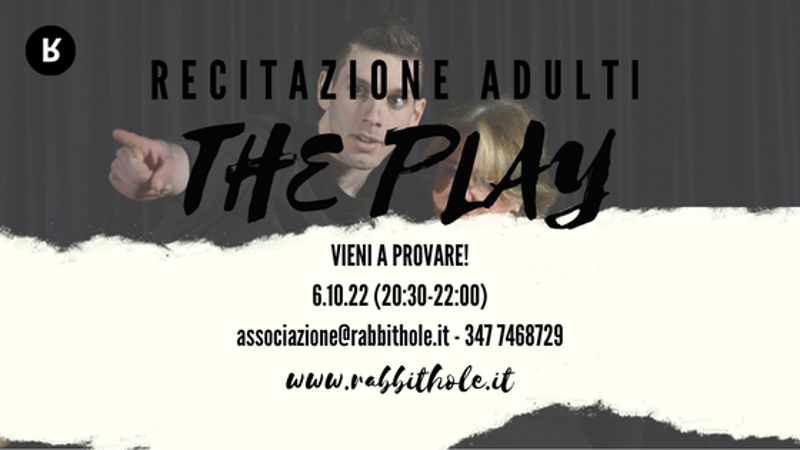 R
RECITAZIONE ADULTI
THE PLAY
VIENI A PROVARE!
6.10.22 (20:30-22:00)
associazione@rabbithole.it - 347 7468729
www.rabbithole.it